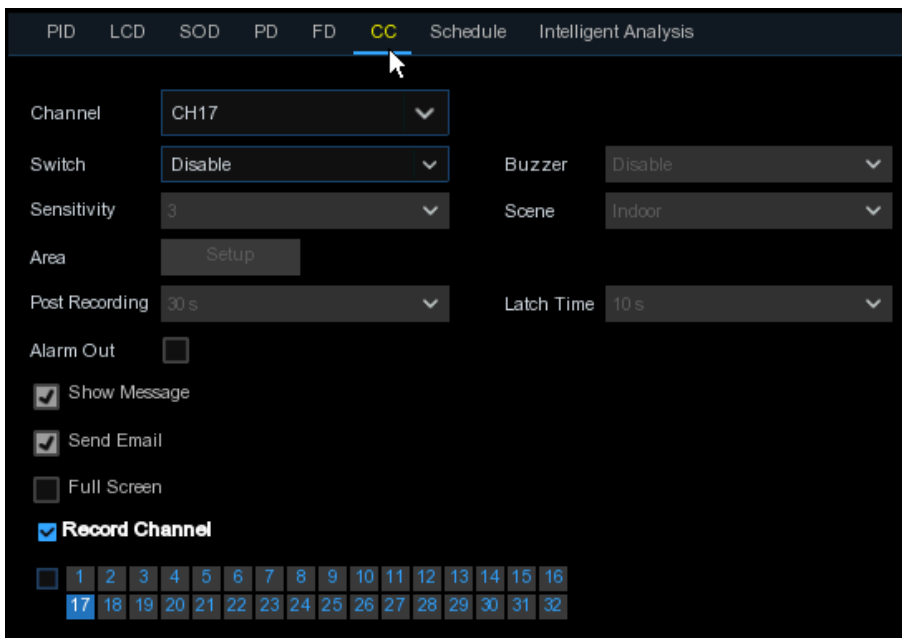 PID LCD SOD PD FD CC Schedule Intelligent Analysis
Channel CH17
Switch Disable Buzzer Disable
Sensitivity 3 Scene Indoor
Area Setup
Post Recording 30 s Latch Time 10 s
Alarm Out
Show Message
Send Email
Full Screen
Record Channel
1 2 3 4 5 6 7 8 9 10 11 12 13 14 15 16
17 18 19 20 21 22 23 24 25 26 27 28 29 30 31 32